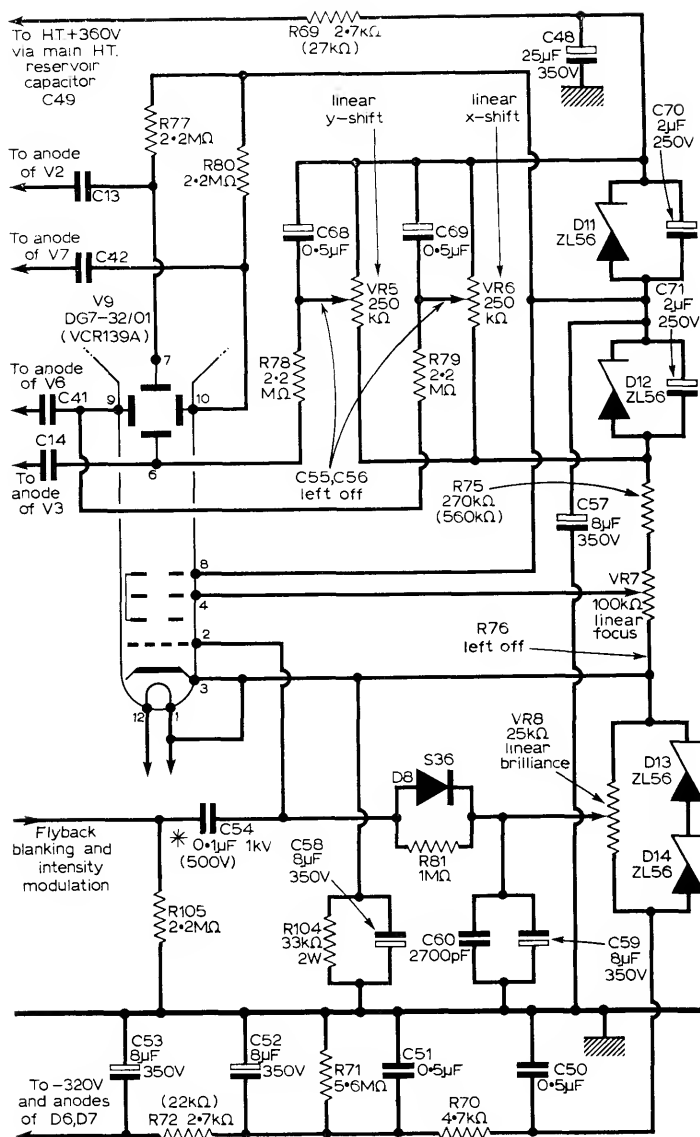 To HT.+360V
via main HT.
reservoir
capacitor
C49
R69 2·7kΩ
(27kΩ)
C48
25µF
350V
R77
2·2MΩ
linear
y-shift
linear
x-shift
C70
2µF
250V
R80
2·2MΩ
To anode
of V2
C13
C68
0·5µF
C69
0·5µF
D11
ZL56
To anode
of V7
C42
VR5
250
kΩ
VR6
250
kΩ
C71
2µF
250V
V9
DG7-32/01
(VCR139A)
7
R78
2·2
MΩ
R79
2·2
MΩ
D12
ZL56
To anode
of V6
C41
9
10
C14
6
To
anode
of V3
C55,C56
left off
R75
270kΩ
(560kΩ)
C57
8µF
350V
8
4
VR7
100kΩ
linear
focus
2
R76
left off
3
12
1
VR8
25kΩ
linear
brilliance
D13
ZL56
D8
S36
Flyback
blanking and
intensity
modulation
*
C54
0·1µF 1kV
(500V)
C58
8µF
350V
R81
1MΩ
D14
ZL56
R105
2·2MΩ
R104
33kΩ
2W
C60
2700pF
C59
8µF
350V
C53
8µF
350V
C52
8µF
350V
R71
5·6MΩ
C51
0·5µF
C50
0·5µF
To -320V
and anodes
of D6,D7
(22kΩ)
R72 2·7kΩ
R70
4·7kΩ